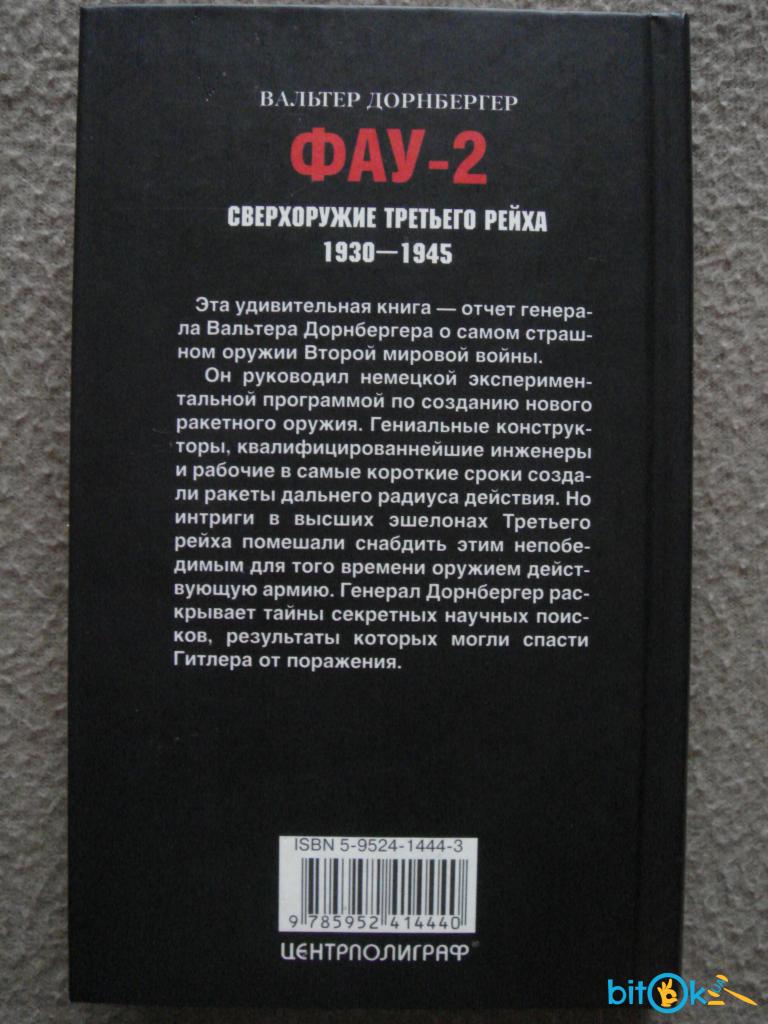 ВАЛЬТЕР ДОРНБЕРГЕР
ФАУ-2
СВЕРХОРУЖИЕ ТРЕТЬЕГО РЕЙХА
1930—1945
Эта удивительная книга — отчет генера-
ла Вальтера Дорнбергера о самом страш-
ном оружии Второй мировой войны.
Он руководил немецкой эксперимен-
тальной программой по созданию нового
ракетного оружия. Гениальные конструк-
торы, квалифицированнейшие инженеры
и рабочие в самые короткие сроки созда-
ли ракеты дальнего радиуса действия. Но
интриги в высших эшелонах Третьего
рейха помешали снабдить этим непобе-
димым для того времени оружием дейст-
вующую армию. Генерал Дорнбергер рас-
крывает тайны секретных научных поис-
ков, результаты которых могли спасти
Гитлера от поражения.
ISBN 5-9524-1444-3
9 785952 414440
ЦЕНТРПОЛИГРАФ
bitok